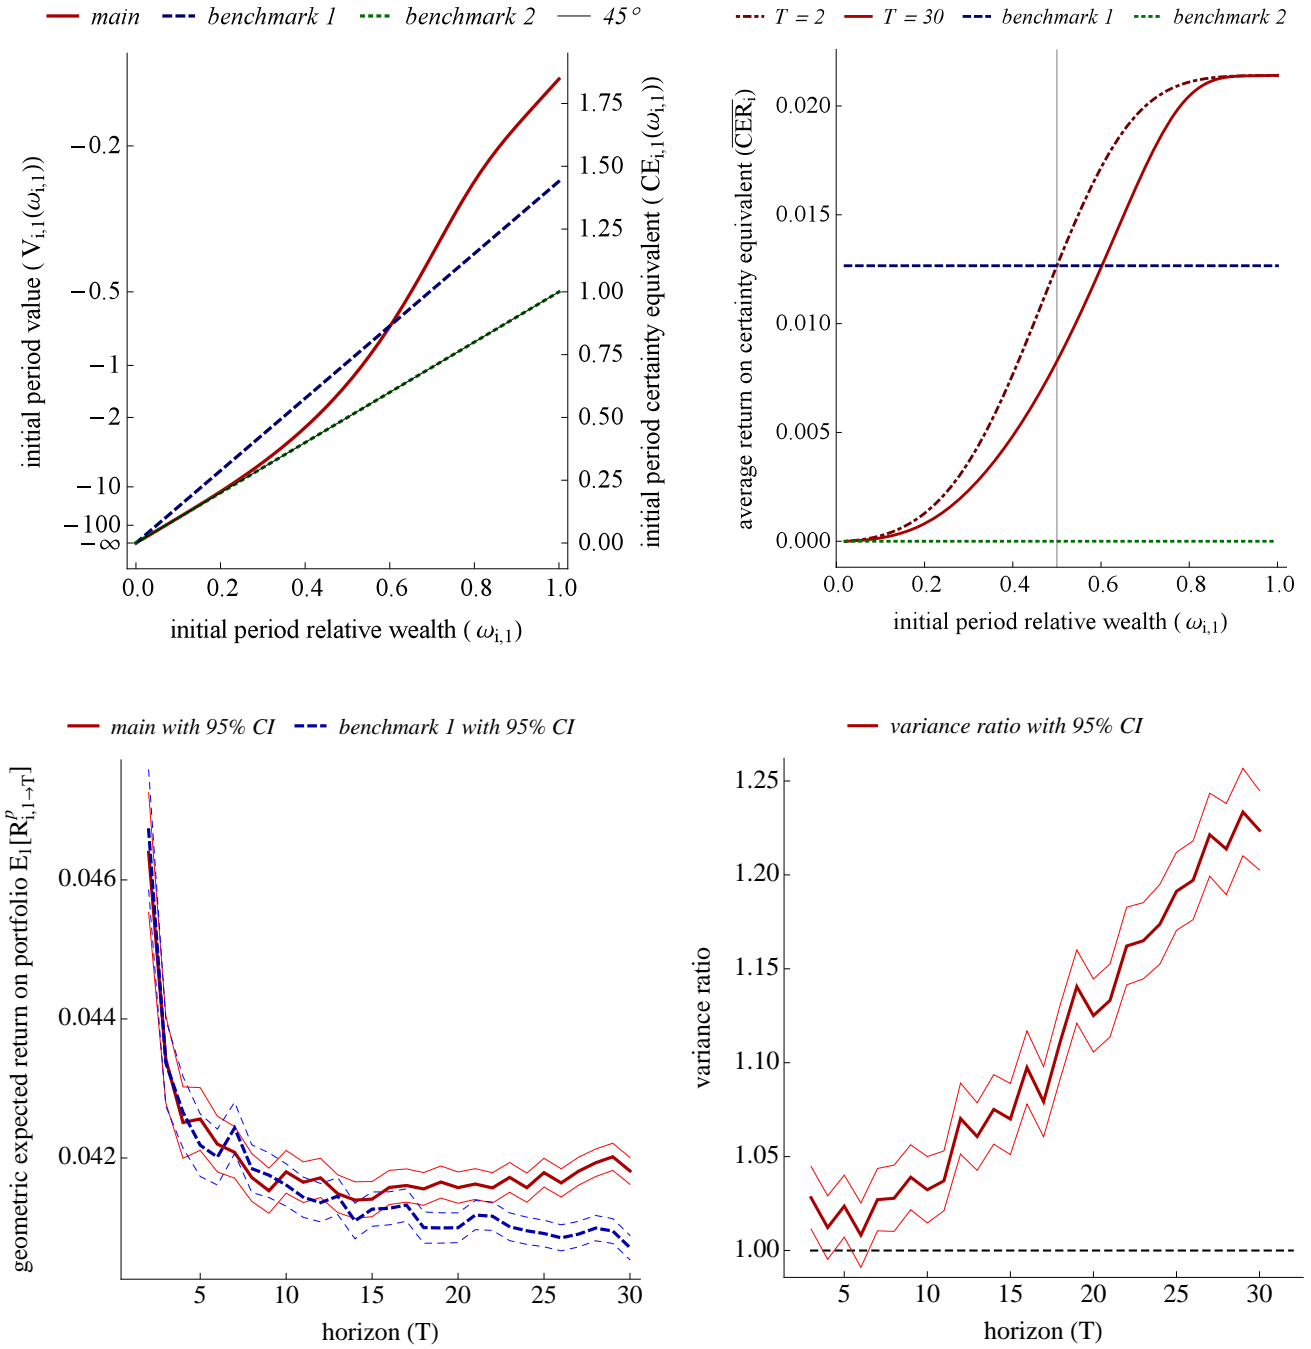 main benchmark 1 benchmark 2 45°
initial period value ( V_{i,1}(ω_{i,1}))
−0.2
−0.5
−1
−2
−10
−100
−∞
1.75
1.50
1.25
1.00
0.75
0.50
0.25
0.00
initial period certainty equivalent ( CE_{i,1}(ω_{i,1}))
0.0 0.2 0.4 0.6 0.8 1.0
initial period relative wealth ( ω_{i,1})
T = 2 T = 30 benchmark 1 benchmark 2
average return on certainty equivalent (\overline{CER}_i)
0.020
0.015
0.010
0.005
0.000
0.0 0.2 0.4 0.6 0.8 1.0
initial period relative wealth ( ω_{i,1})
main with 95% CI benchmark 1 with 95% CI
geometric expected return on portfolio E_1[R^p_{i,1→T}]
0.046
0.044
0.042
5 10 15 20 25 30
horizon (T)
variance ratio with 95% CI
variance ratio
1.25
1.20
1.15
1.10
1.05
1.00
5 10 15 20 25 30
horizon (T)